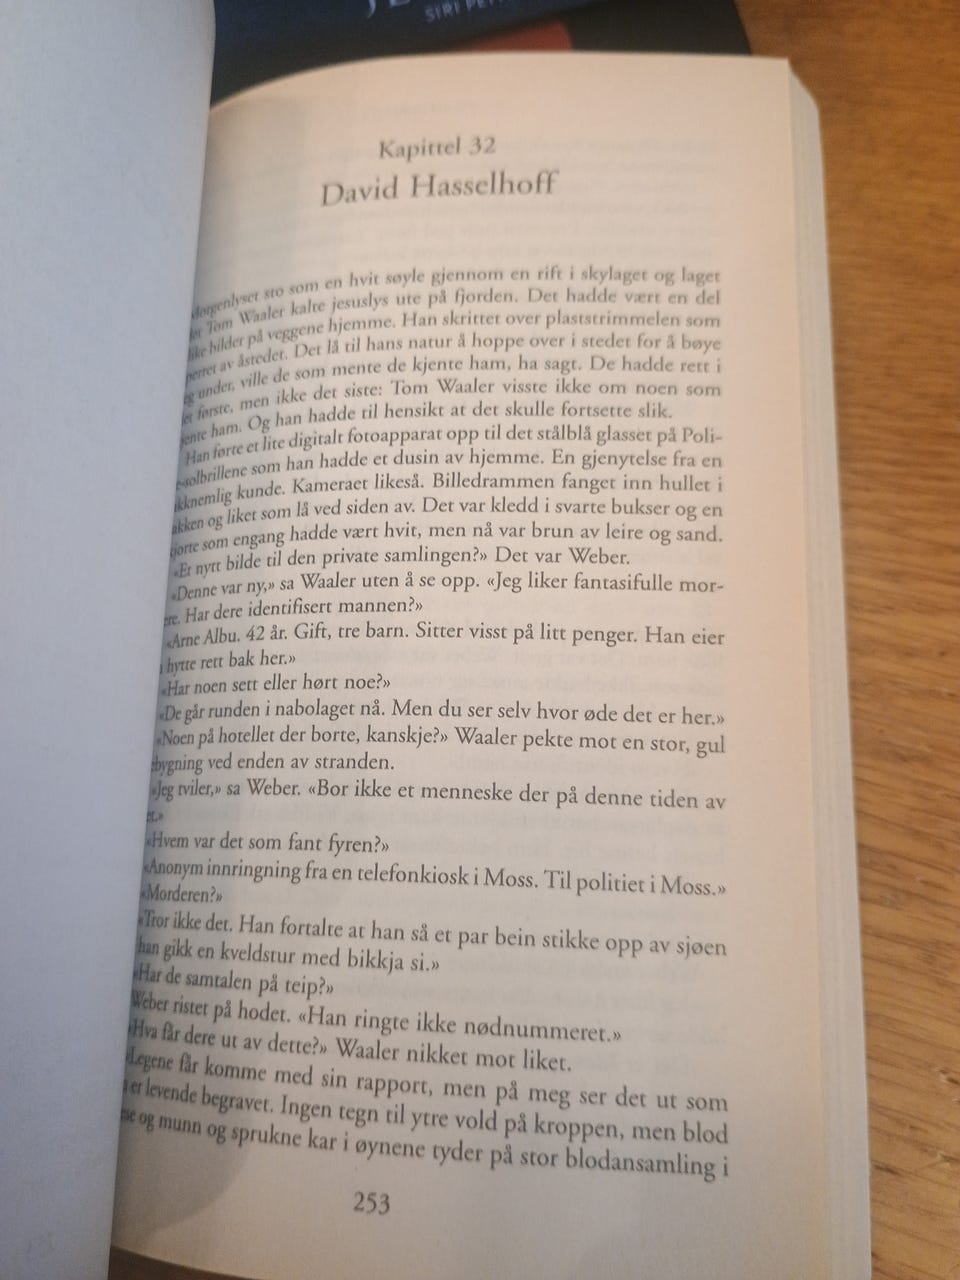 SIRI
Kapittel 32
David Hasselhoff
Morgenlyset sto som en hvit søyle gjennom en rift i skylaget og laget
et Tom Waaler kalte jesuslys ute på fjorden. Det hadde vært en del
like bilder på veggene hjemme. Han skrittet over plaststrimmelen som
perret av åstedet. Det lå til hans natur å hoppe over i stedet for å bøye
g under, ville de som mente de kjente ham, ha sagt. De hadde rett i
et første, men ikke det siste: Tom Waaler visste ikke om noen som
jente ham. Og han hadde til hensikt at det skulle fortsette slik.
Han førte et lite digitalt fotoapparat opp til det stålblå glasset på Poli-
e-solbrillene som han hadde et dusin av hjemme. En gjenytelse fra en
kknemlig kunde. Kameraet likeså. Billedrammen fanget inn hullet i
akken og liket som lå ved siden av. Det var kledd i svarte bukser og en
jorte som engang hadde vært hvit, men nå var brun av leire og sand.
«Et nytt bilde til den private samlingen?» Det var Weber.
«Denne var ny,» sa Waaler uten å se opp. «Jeg liker fantasifulle mor-
ere. Har dere identifisert mannen?»
«Arne Albu. 42 år. Gift, tre barn. Sitter visst på litt penger. Han eier
i hytte rett bak her.»
«Har noen sett eller hørt noe?»
«De går runden i nabolaget nå. Men du ser selv hvor øde det er her.»
«Noen på hotellet der borte, kanskje?» Waaler pekte mot en stor, gul
bygning ved enden av stranden.
«Jeg tviler,» sa Weber. «Bor ikke et menneske der på denne tiden av
et.»
«Hvem var det som fant fyren?»
«Anonym innringning fra en telefonkiosk i Moss. Til politiet i Moss.»
«Morderen?»
«Tror ikke det. Han fortalte at han så et par bein stikke opp av sjøen
han gikk en kveldstur med bikkja si.»
«Har de samtalen på teip?»
Weber ristet på hodet. «Han ringte ikke nødnummeret.»
«Hva får dere ut av dette?» Waaler nikket mot liket.
«Legene får komme med sin rapport, men på meg ser det ut som
er levende begravet. Ingen tegn til ytre vold på kroppen, men blod
se og munn og sprukne kar i øynene tyder på stor blodansamling i
253